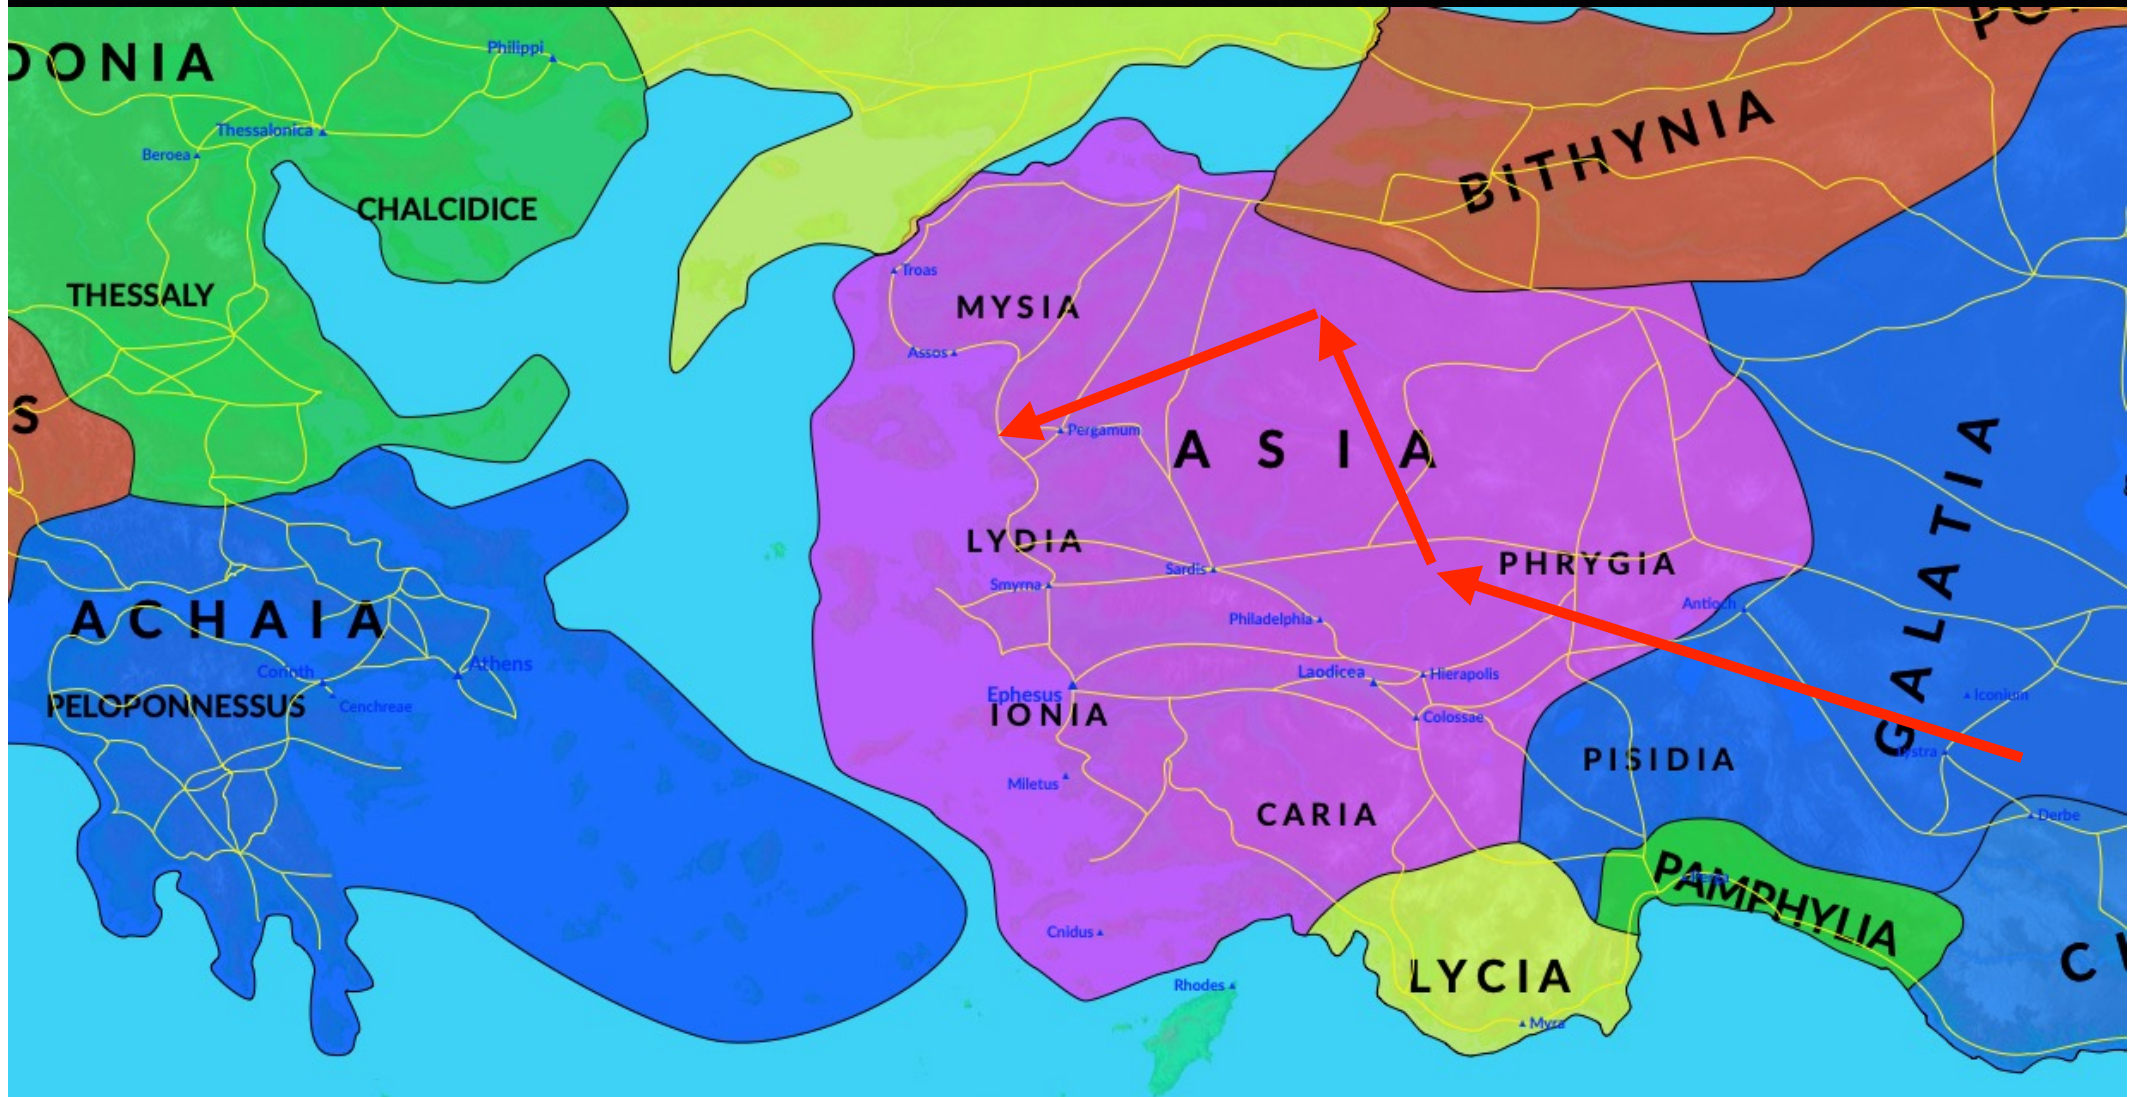 DONIA
Philippi
Thessalonica
Beroea
CHALCIDICE
THESSALY
S
ACHAIA
Corinth
Athens
PELOPONNESSUS
Cenchreae
BITHYNIA
Troas
MYSIA
Assos
Pergamum
ASIA
LYDIA
Smyrna
Sardis
PHRYGIA
Philadelphia
Antioch
GALATIA
Laodicea
Hierapolis
Ephesus
IONIA
Colossae
Iconium
Lystra
PISIDIA
Miletus
CARIA
Derbe
PAMPHYLIA
Cnidus
LYCIA
Rhodes
Myra
C